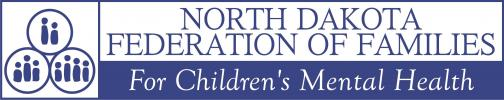 NORTH DAKOTA
FEDERATION OF FAMILIES
For Children's Mental Health